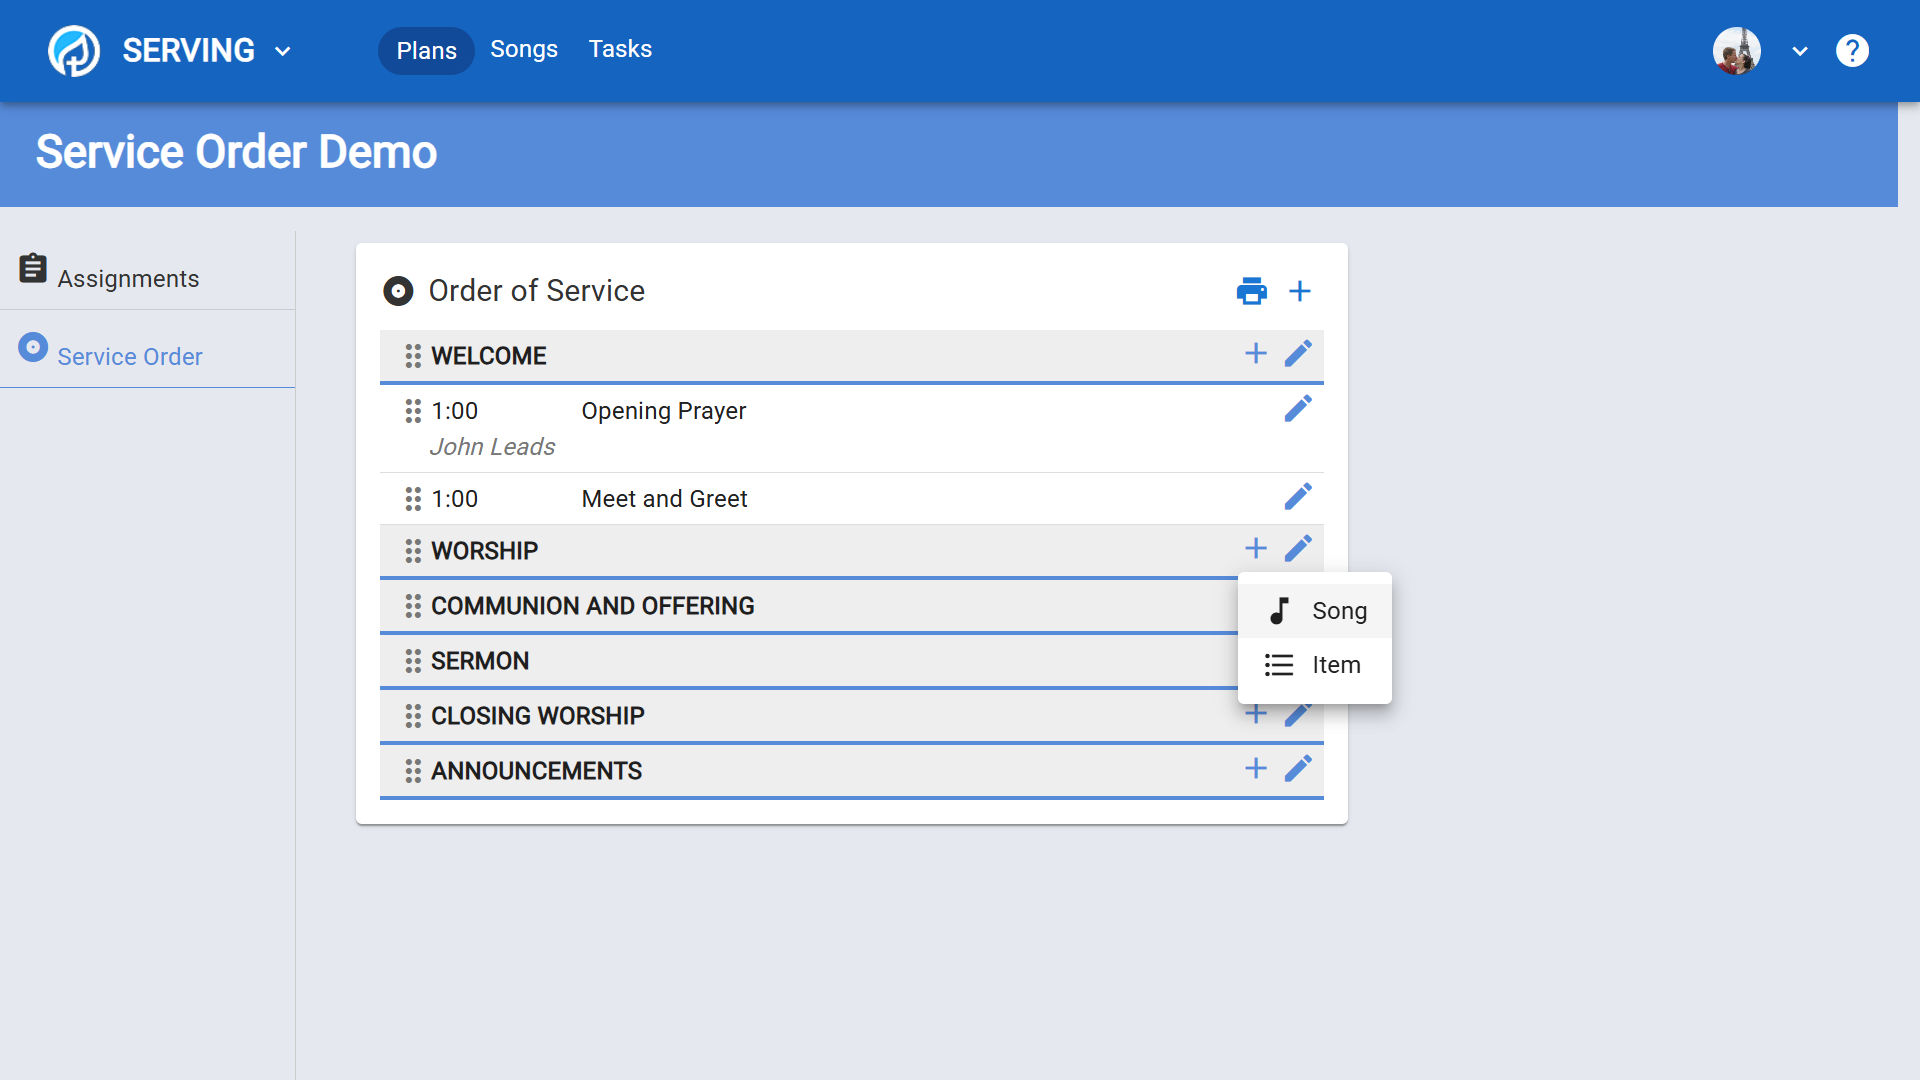 SERVING
Plans Songs Tasks
?
Service Order Demo
Assignments
Service Order
Order of Service
WELCOME
1:00 Opening Prayer
John Leads
1:00 Meet and Greet
WORSHIP
COMMUNION AND OFFERING
SERMON
CLOSING WORSHIP
ANNOUNCEMENTS
Song
Item